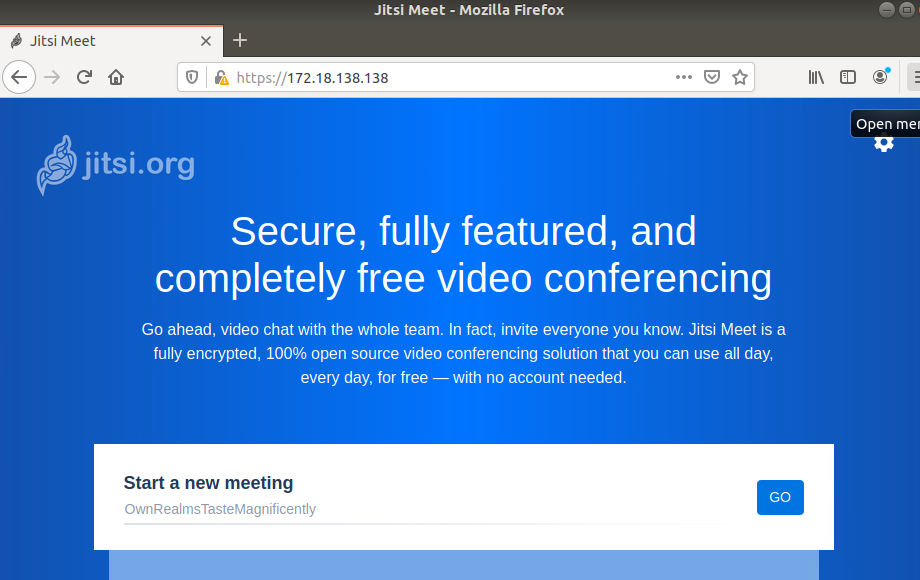 Jitsi Meet - Mozilla Firefox
Jitsi Meet
https://172.18.138.138
Open mer
jitsi.org
Secure, fully featured, and
completely free video conferencing
Go ahead, video chat with the whole team. In fact, invite everyone you know. Jitsi Meet is a
fully encrypted, 100% open source video conferencing solution that you can use all day,
every day, for free — with no account needed.
Start a new meeting
OwnRealmsTasteMagnificently
GO